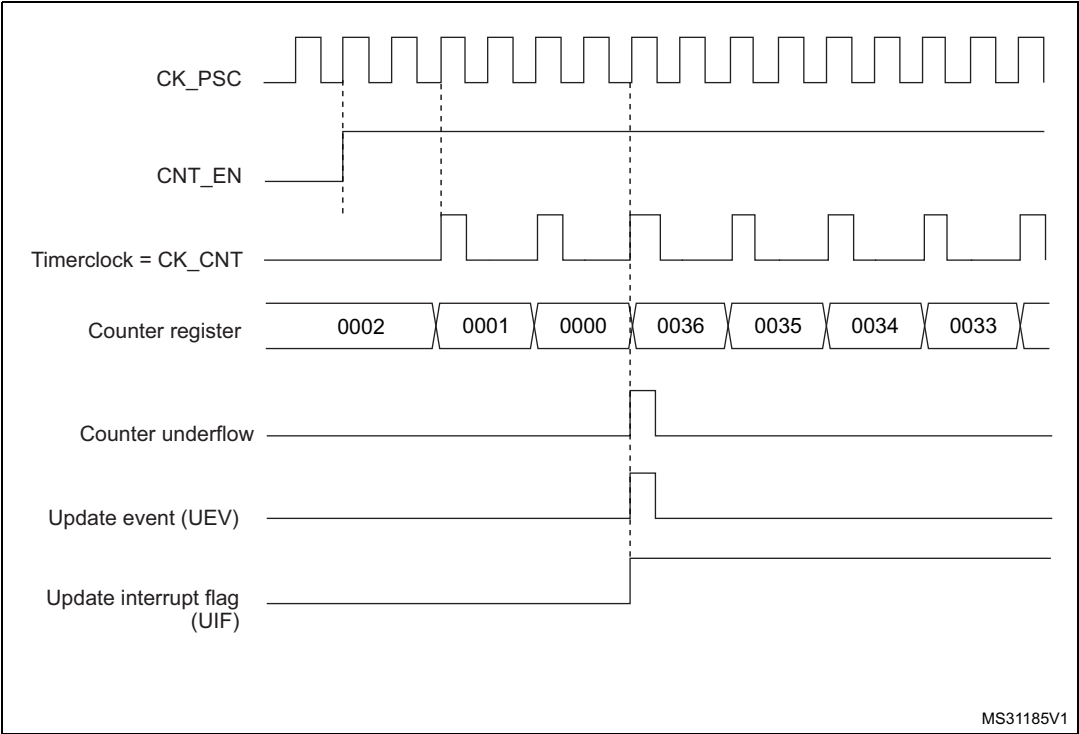 CK_PSC
CNT_EN
Timerclock = CK_CNT
Counter register
0002
0001
0000
0036
0035
0034
0033
Counter underflow
Update event (UEV)
Update interrupt flag
(UIF)
MS31185V1